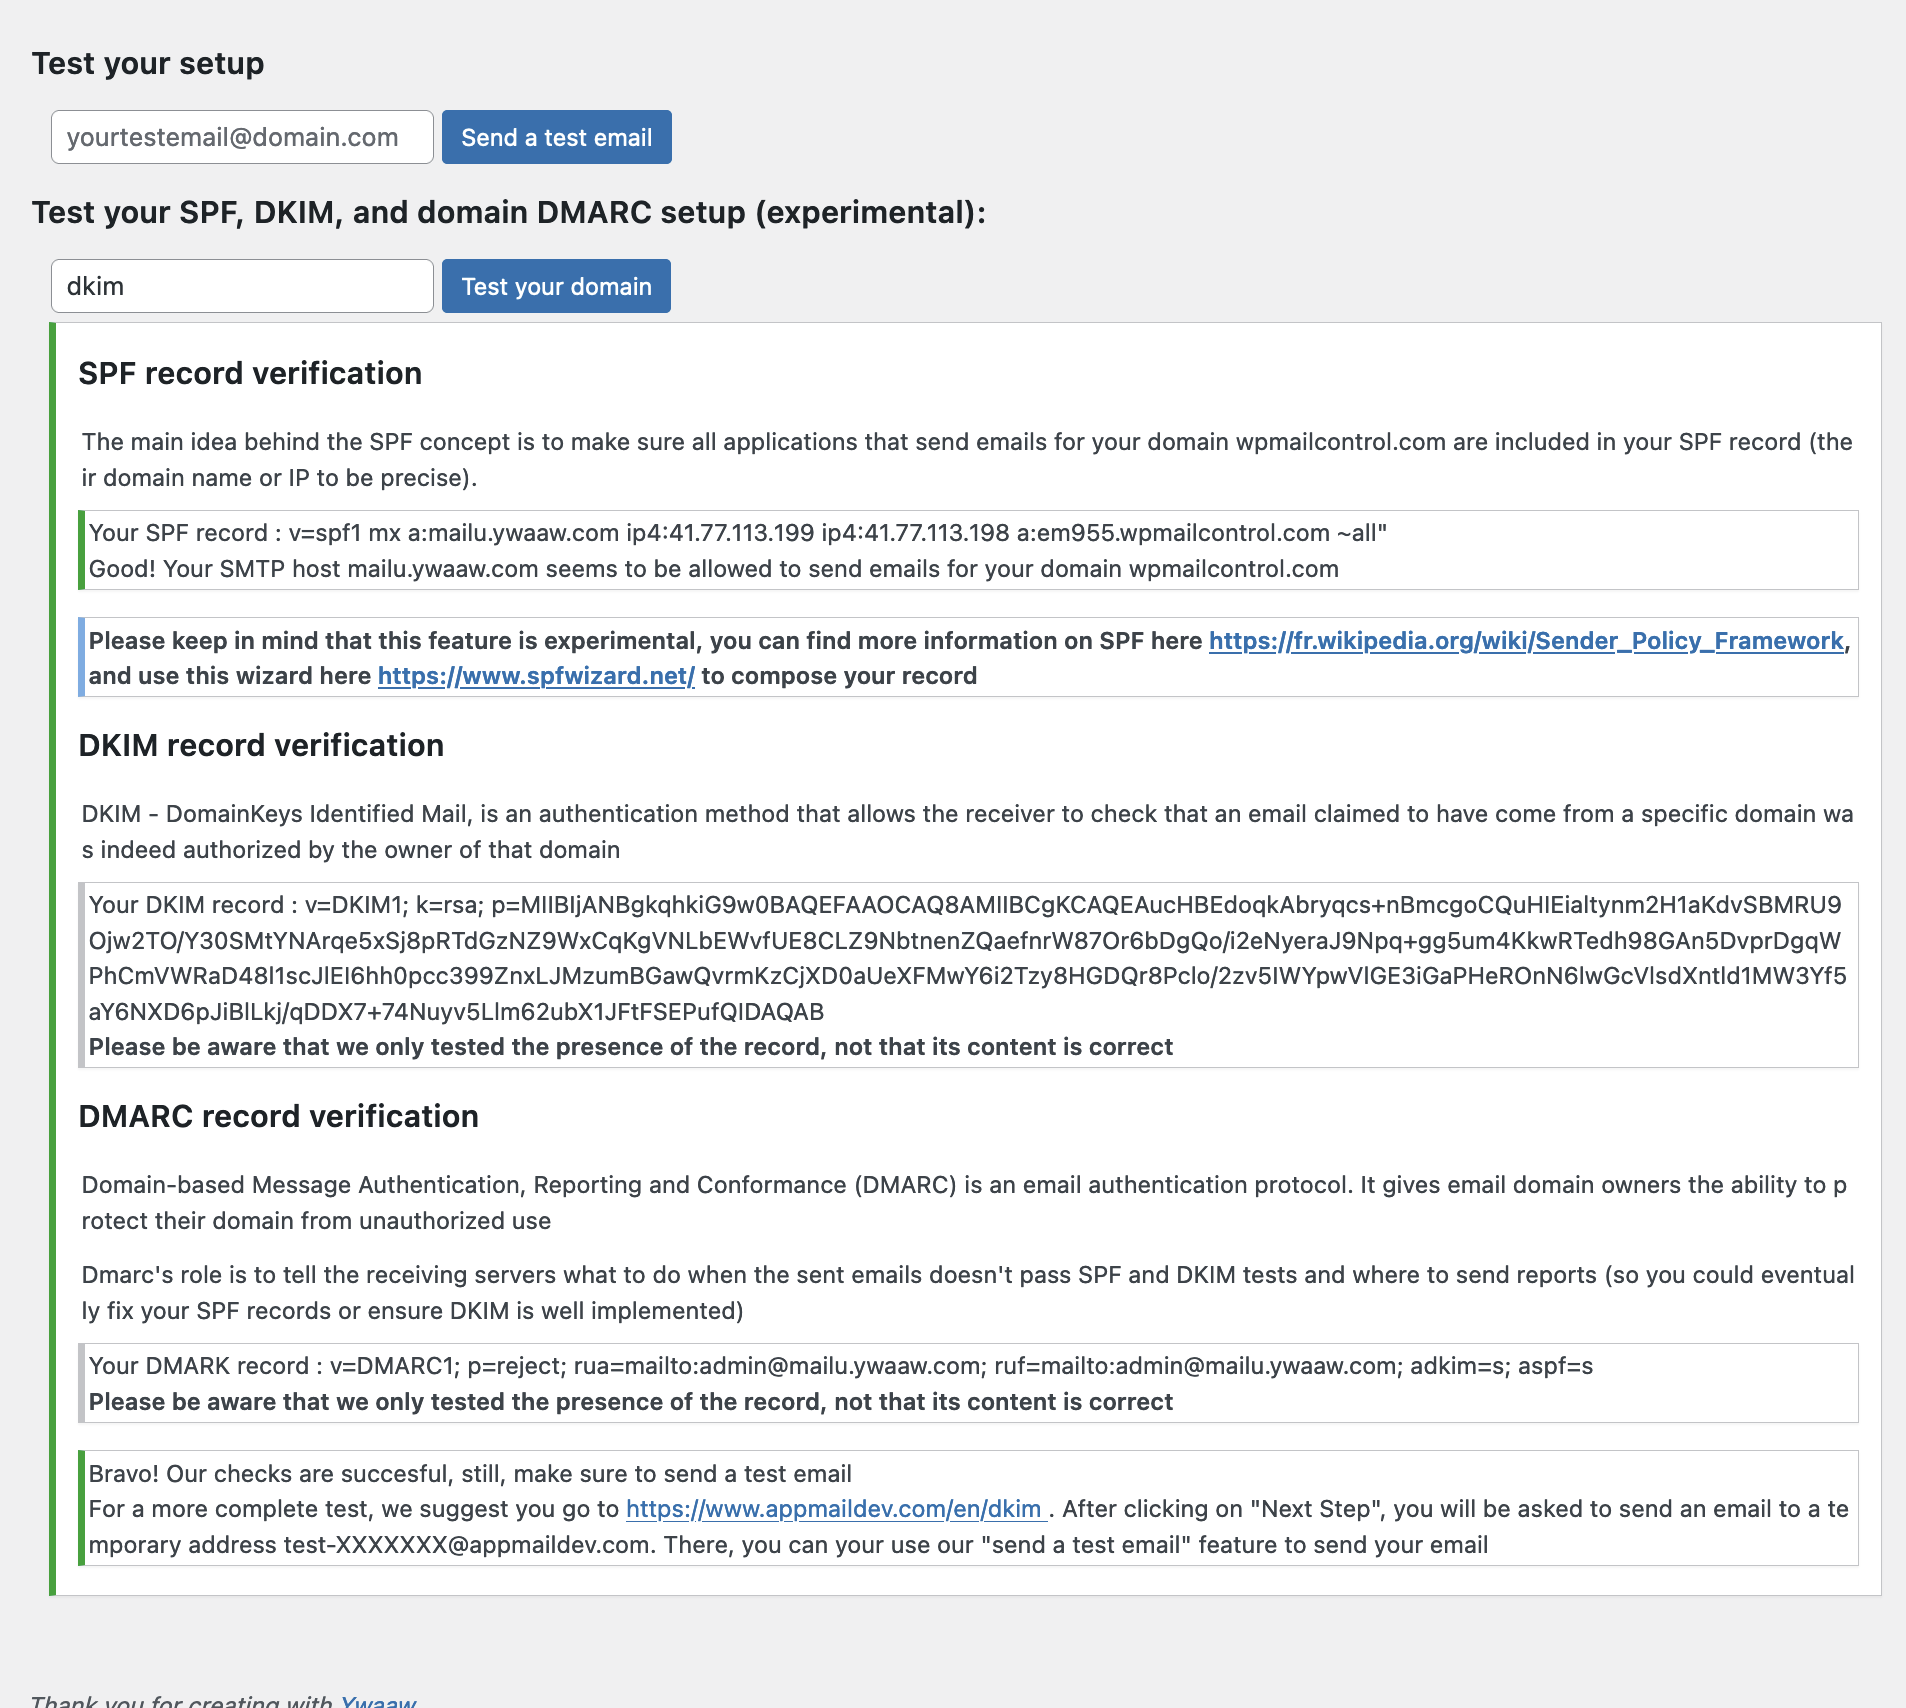 Test your setup
yourtestemail@domain.com
Send a test email
Test your SPF, DKIM, and domain DMARC setup (experimental):
dkim
Test your domain
SPF record verification
The main idea behind the SPF concept is to make sure all applications that send emails for your domain wpmailcontrol.com are included in your SPF record (the
ir domain name or IP to be precise).
Your SPF record : v=spf1 mx a:mailu.ywaaw.com ip4:41.77.113.199 ip4:41.77.113.198 a:em955.wpmailcontrol.com ~all"
Good! Your SMTP host mailu.ywaaw.com seems to be allowed to send emails for your domain wpmailcontrol.com
Please keep in mind that this feature is experimental, you can find more information on SPF here https://fr.wikipedia.org/wiki/Sender_Policy_Framework,
and use this wizard here https://www.spfwizard.net/ to compose your record
DKIM record verification
DKIM - DomainKeys Identified Mail, is an authentication method that allows the receiver to check that an email claimed to have come from a specific domain wa
s indeed authorized by the owner of that domain
Your DKIM record : v=DKIM1; k=rsa; p=MIIBIjANBgkqhkiG9w0BAQEFAAOCAQ8AMIIBCgKCAQEAucHBEdoqkAbryqcs+nBmcgoCQuHIEialtynm2H1aKdvSBMRU9
Ojw2TO/Y30SMtYNArqe5xSj8pRTdGzNZ9WxCqKgVNLbEWvfUE8CLZ9NbtnenZQaefnrW87Or6bDgQo/i2eNyeraJ9Npq+gg5um4KkwRTedh98GAn5DvprDgqW
PhCmVWRaD48l1scJlEI6hh0pcc399ZnxLJMzumBGawQvrmKzCjXD0aUeXFMwY6i2Tzy8HGDQr8Pclo/2zv5IWYpwVlGE3iGaPHeROnN6lwGcVlsdXntld1MW3Yf5
aY6NXD6pJiBlLkj/qDDX7+74Nuyv5Llm62ubX1JFtFSEPufQIDAQAB
Please be aware that we only tested the presence of the record, not that its content is correct
DMARC record verification
Domain-based Message Authentication, Reporting and Conformance (DMARC) is an email authentication protocol. It gives email domain owners the ability to p
rotect their domain from unauthorized use
Dmarc's role is to tell the receiving servers what to do when the sent emails doesn't pass SPF and DKIM tests and where to send reports (so you could eventual
ly fix your SPF records or ensure DKIM is well implemented)
Your DMARK record : v=DMARC1; p=reject; rua=mailto:admin@mailu.ywaaw.com; ruf=mailto:admin@mailu.ywaaw.com; adkim=s; aspf=s
Please be aware that we only tested the presence of the record, not that its content is correct
Bravo! Our checks are succesful, still, make sure to send a test email
For a more complete test, we suggest you go to https://www.appmaildev.com/en/dkim . After clicking on "Next Step", you will be asked to send an email to a te
mporary address test-XXXXXXX@appmaildev.com. There, you can your use our "send a test email" feature to send your email
Thank you for creating with Ywaaw